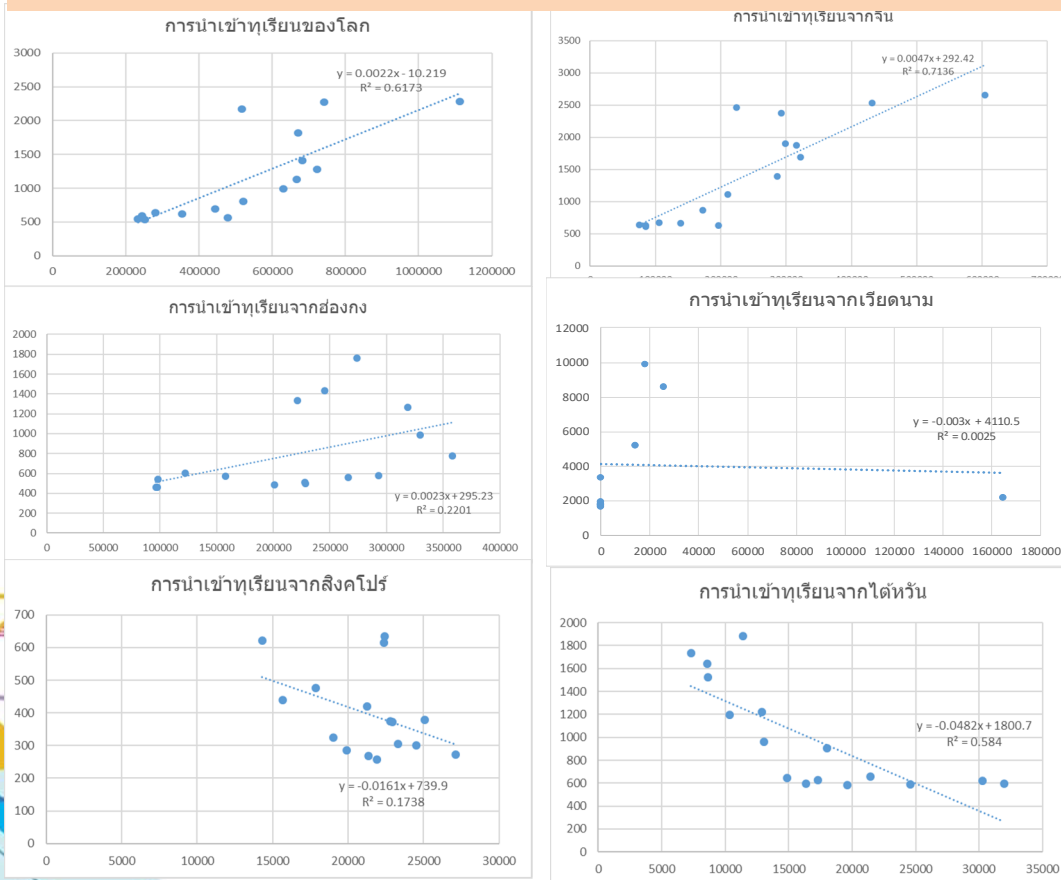 การนำเข้าทุเรียนของโลก
3000
2500
2000
1500
1000
500
0
y = 0.0022x - 10.219
R² = 0.6173
0 200000 400000 600000 800000 1000000 1200000
การนำเข้าทุเรียนจากจีน
3500
3000
2500
2000
1500
1000
500
0
y = 0.0047x + 292.42
R² = 0.7136
การนำเข้าทุเรียนจากฮ่องกง
2000
1800
1600
1400
1200
1000
800
600
400
200
0
y = 0.0023x + 295.23
R² = 0.2201
0 50000 100000 150000 200000 250000 300000 350000 400000
การนำเข้าทุเรียนจากเวียดนาม
12000
10000
8000
6000
4000
2000
0
y = -0.003x + 4110.5
R² = 0.0025
0 20000 40000 60000 80000 100000 120000 140000 160000 180000
การนำเข้าทุเรียนจากสิงคโปร์
700
600
500
400
300
200
100
0
y = -0.0161x + 739.9
R² = 0.1738
0 5000 10000 15000 20000 25000 30000
การนำเข้าทุเรียนจากไต้หวัน
2000
1800
1600
1400
1200
1000
800
600
400
200
0
y = -0.0482x + 1800.7
R² = 0.584
0 5000 10000 15000 20000 25000 30000 35000